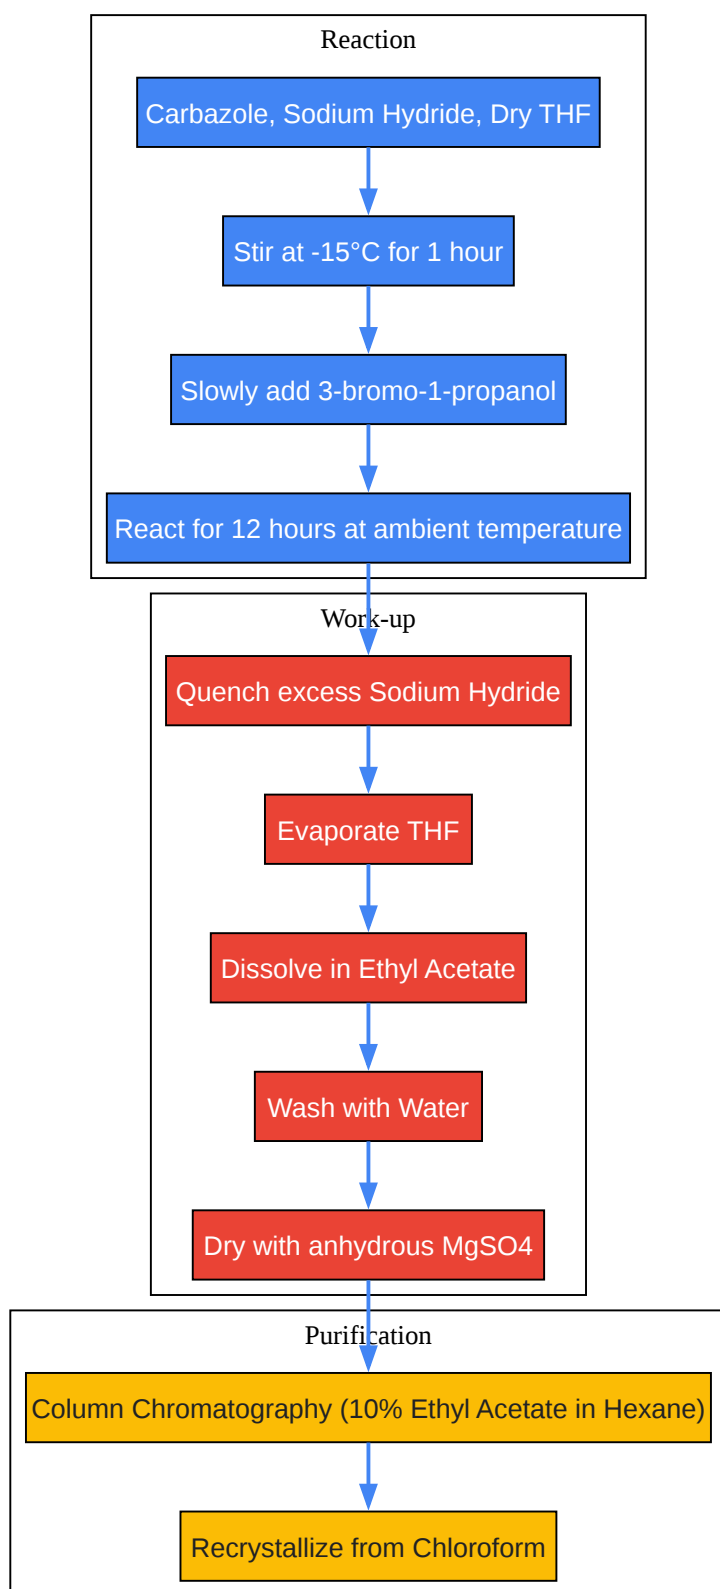 Reaction
Carbazole, Sodium Hydride, Dry THF
Stir at -15°C for 1 hour
Slowly add 3-bromo-1-propanol
React for 12 hours at ambient temperature
Work-up
Quench excess Sodium Hydride
Evaporate THF
Dissolve in Ethyl Acetate
Wash with Water
Dry with anhydrous MgSO4
Purification
Column Chromatography (10% Ethyl Acetate in Hexane)
Recrystallize from Chloroform